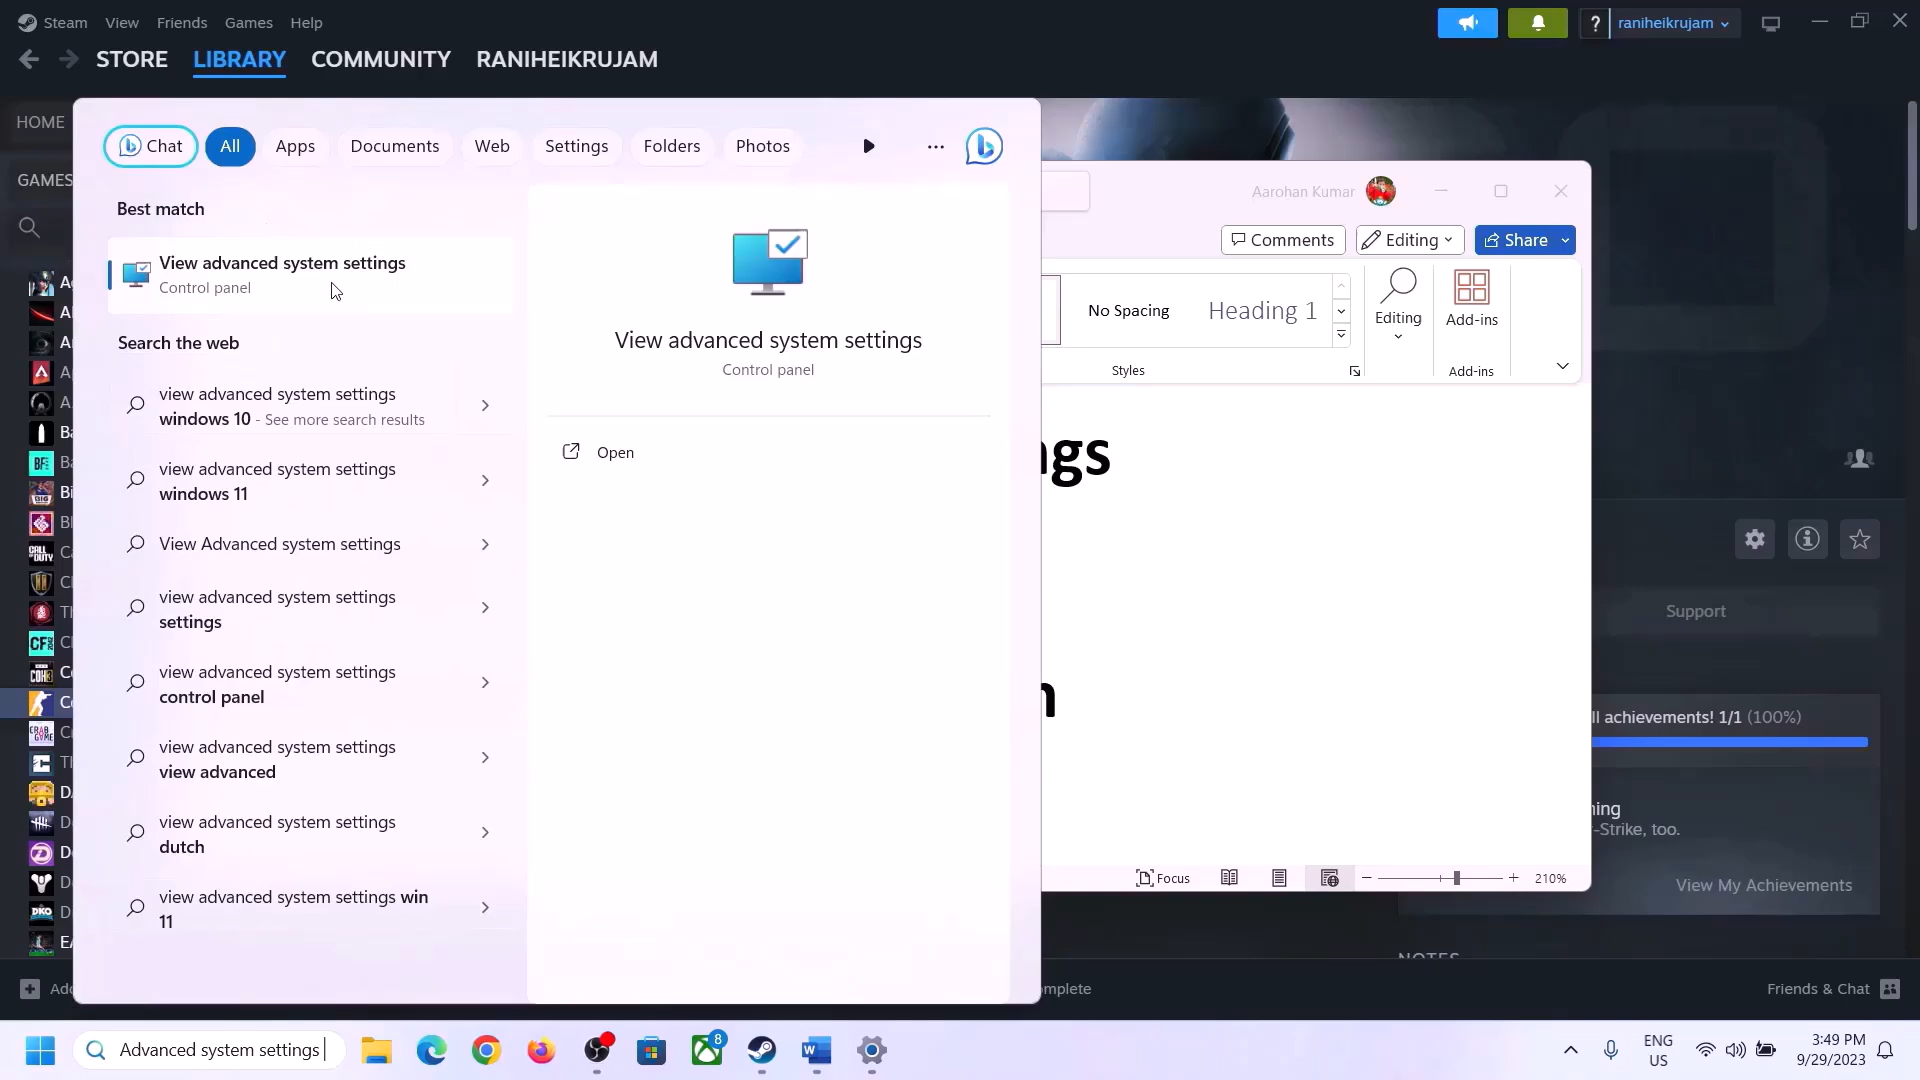 Steam View Friends Games Help
raniheikrujam
STORE LIBRARY COMMUNITY RANIHEIKRUJAM
HOME
GAMES
Chat All Apps Documents Web Settings Folders Photos
Best match
View advanced system settings
Control panel
Search the web
view advanced system settings
windows 10 - See more search results
view advanced system settings
windows 11
View Advanced system settings
view advanced system settings
settings
view advanced system settings
control panel
view advanced system settings
view advanced
view advanced system settings
dutch
view advanced system settings win
11
View advanced system settings
Control panel
Open
Aarohan Kumar
Comments Editing Share
No Spacing Heading 1
Editing
Add-ins
Styles
Add-ins
ngs
n
Focus
210%
Support
ll achievements! 1/1 (100%)
ning
-Strike, too.
View My Achievements
NOTES
Add
mplete
Friends & Chat
Advanced system settings
8
ENG
US
3:49 PM
9/29/2023